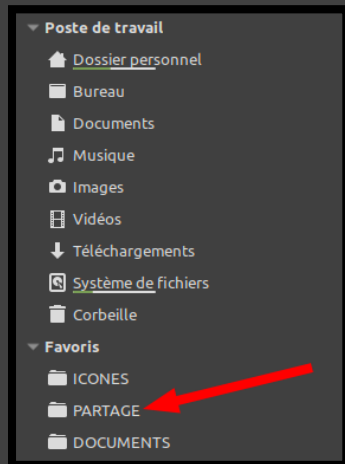 Poste de travail
Dossier personnel
Bureau
Documents
Musique
Images
Vidéos
Téléchargements
Système de fichiers
Corbeille
Favoris
ICONES
PARTAGE
DOCUMENTS